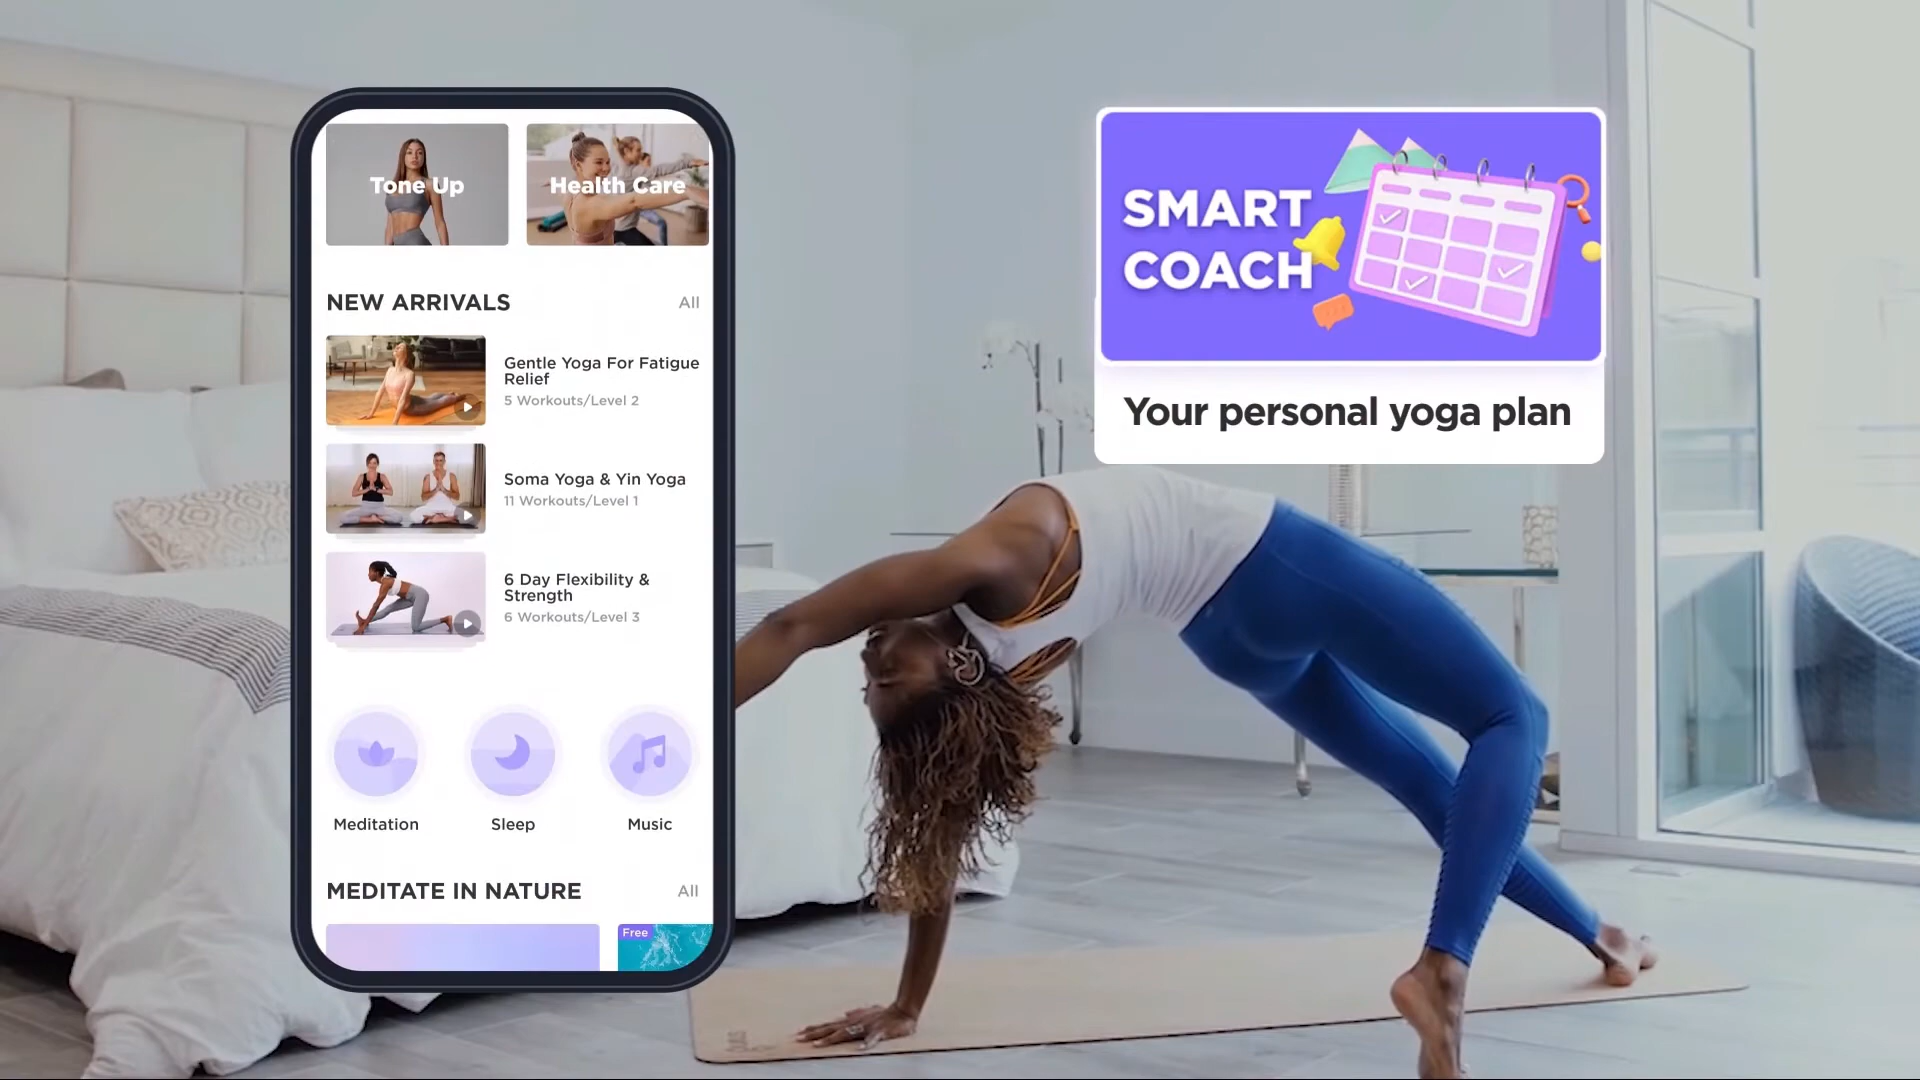 Tone Up
Health Care
NEW ARRIVALS
All
Gentle Yoga For Fatigue
Relief
5 Workouts/Level 2
Soma Yoga & Yin Yoga
11 Workouts/Level 1
6 Day Flexibility &
Strength
6 Workouts/Level 3
Meditation
Sleep
Music
MEDITATE IN NATURE
All
Free
SMART
COACH
Your personal yoga plan